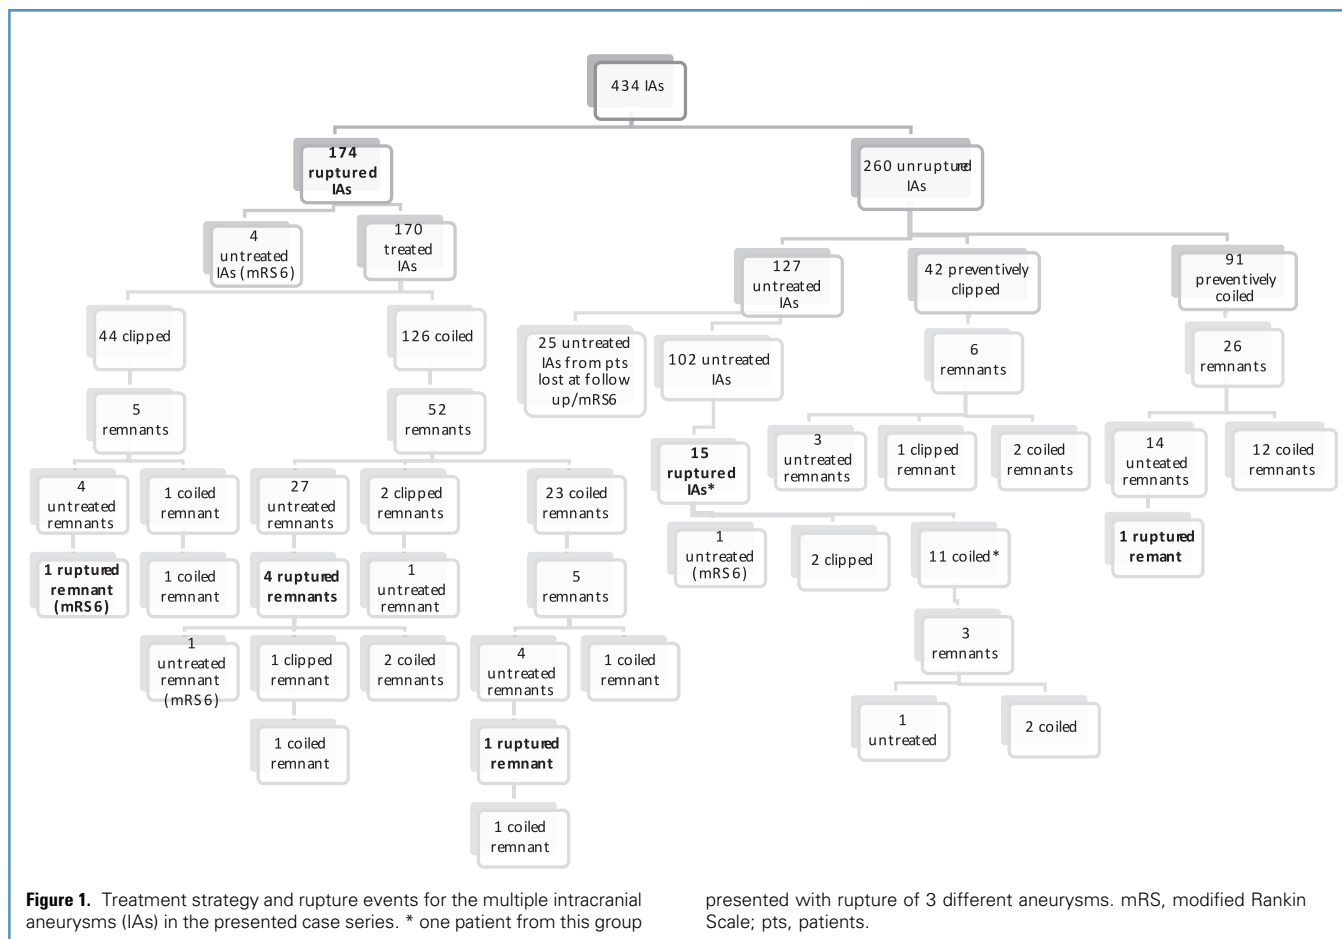 434 IAs
174
ruptured
IAs
260 unruptured
IAs
4
untreated
IAs (mRS6)
170
treated
IAs
127
untreated
IAs
42 preventively
clipped
91
preventively
coiled
44 clipped
126 coiled
25 untreated
IAs from pts
lost at follow
up/mRS6
102 untreated
IAs
6
remnants
26
remnants
5
remnants
52
remnants
15
ruptured
IAs*
3
untreated
remnants
1 clipped
remnant
2 coiled
remnants
14
unteated
remnants
12 coiled
remnants
4
untreated
remnants
1 coiled
remnant
27
untreated
remnants
2 clipped
remnants
23 coiled
remnants
1
untreated
(mRS6)
2 clipped
11 coiled*
1 ruptured
remant
1 ruptured
remnant
(mRS6)
1 coiled
remnant
4 ruptured
remnants
1
untreated
remnant
5
remnants
3
remnants
1
untreated
remnant
(mRS6)
1 clipped
remnant
2 coiled
remnants
4
untreated
remnants
1 coiled
remnant
1
untreated
2 coiled
1 coiled
remnant
1 ruptured
remnant
1 coiled
remnant
Figure 1. Treatment strategy and rupture events for the multiple intracranial
aneurysms (IAs) in the presented case series. * one patient from this group
presented with rupture of 3 different aneurysms. mRS, modified Rankin
Scale; pts, patients.